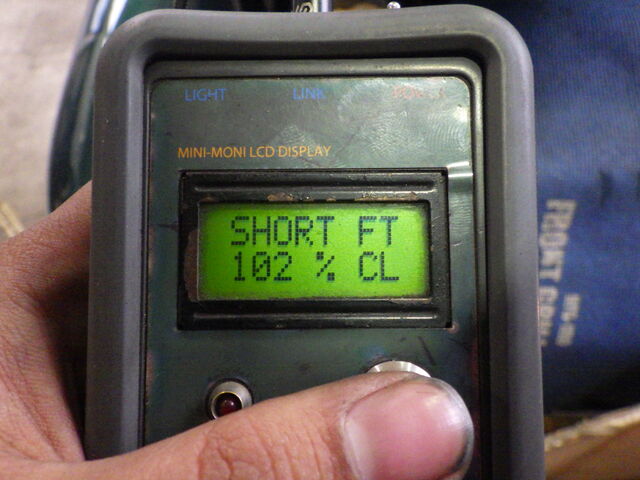 LIGHT LINK
MINI-MONI LCD DISPLAY
SHORT FT
102 % CL
FRONT